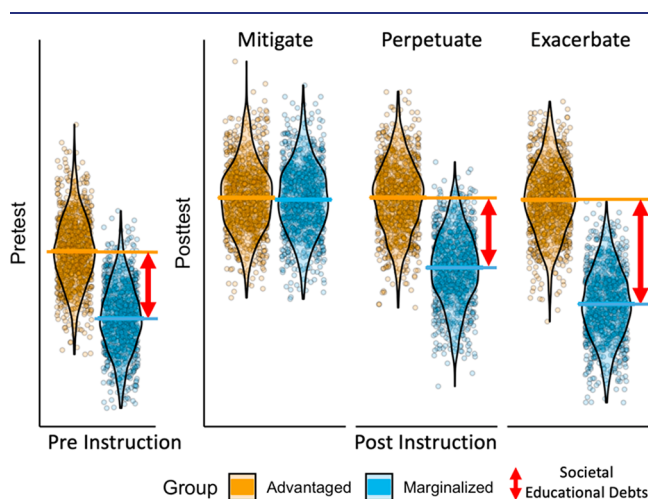 Mitigate Perpetuate Exacerbate
Pretest
Posttest
Pre Instruction Post Instruction
Group Advantaged Marginalized Societal
Educational Debts